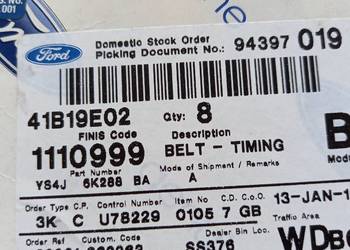 .001
Ford
Domestic Stock Order
Picking Document No.: 94397 019
41B19E02 Qty: 8
FINIS Code Description
1110999 BELT - TIMING
Part Number Mode of Shipment / Remarks
YS4J 6K288 BA A
Order Type C.P. Control Number Item No C.D. C.C.O. 13-JAN-1
3K C U78229 0105 7 GB Traffic Area
Order Ref Custom. Code Dealer Bin Loc. WDB
SS376